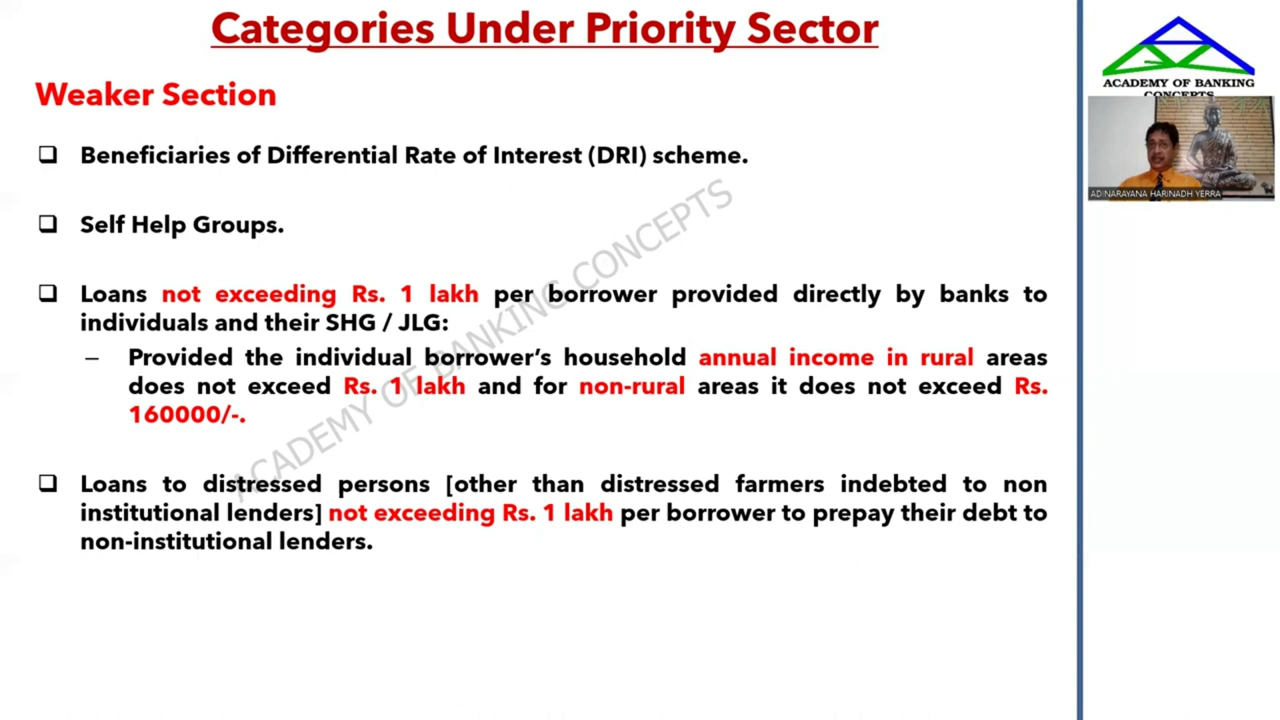 Categories Under Priority Sector
Weaker Section
❑ Beneficiaries of Differential Rate of Interest (DRI) scheme.
❑ Self Help Groups.
❑ Loans not exceeding Rs. 1 lakh per borrower provided directly by banks to
individuals and their SHG / JLG:
– Provided the individual borrower's household annual income in rural areas
does not exceed Rs. 1 lakh and for non-rural areas it does not exceed Rs.
160000/-.
❑ Loans to distressed persons [other than distressed farmers indebted to non
institutional lenders] not exceeding Rs. 1 lakh per borrower to prepay their debt to
non-institutional lenders.
ACADEMY OF BANKING CONCEPTS
ACADEMY OF BANKING
CONCEPTS
ADINARAYANA HARINADH YERRA